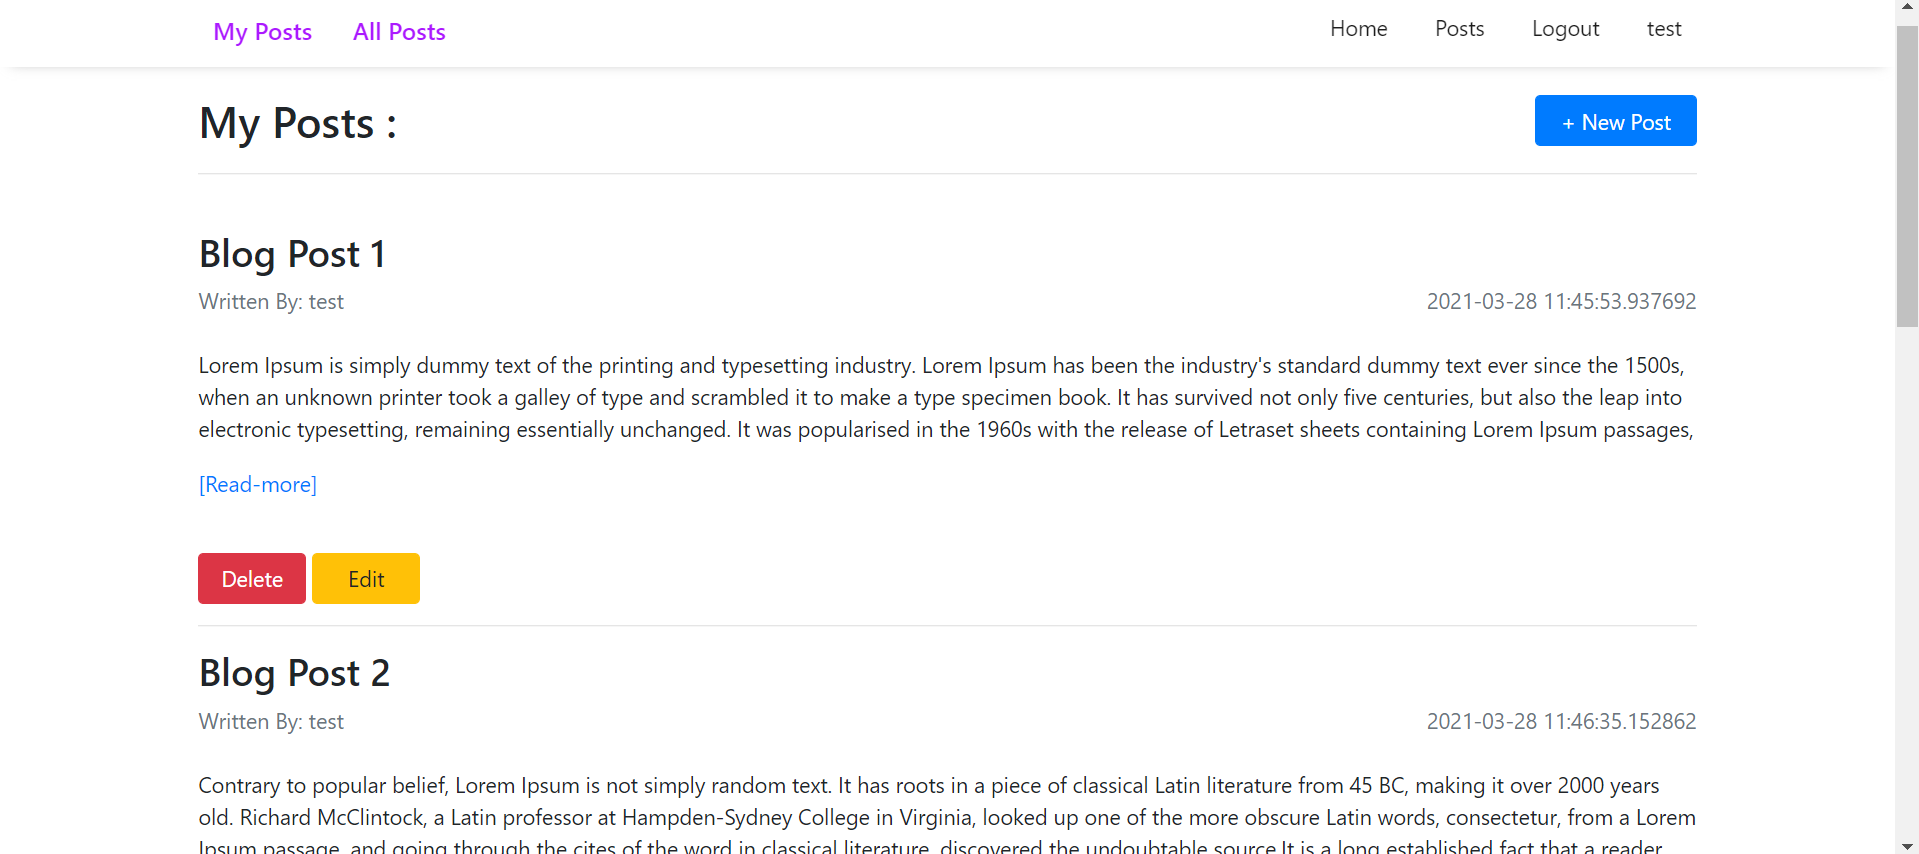 My Posts All Posts Home Posts Logout test
My Posts :
+ New Post
Blog Post 1
Written By: test 2021-03-28 11:45:53.937692
Lorem Ipsum is simply dummy text of the printing and typesetting industry. Lorem Ipsum has been the industry's standard dummy text ever since the 1500s,
when an unknown printer took a galley of type and scrambled it to make a type specimen book. It has survived not only five centuries, but also the leap into
electronic typesetting, remaining essentially unchanged. It was popularised in the 1960s with the release of Letraset sheets containing Lorem Ipsum passages,
[Read-more]
Delete Edit
Blog Post 2
Written By: test 2021-03-28 11:46:35.152862
Contrary to popular belief, Lorem Ipsum is not simply random text. It has roots in a piece of classical Latin literature from 45 BC, making it over 2000 years
old. Richard McClintock, a Latin professor at Hampden-Sydney College in Virginia, looked up one of the more obscure Latin words, consectetur, from a Lorem
Ipsum passage, and going through the cites of the word in classical literature, discovered the undoubtable source.It is a long established fact that a reader